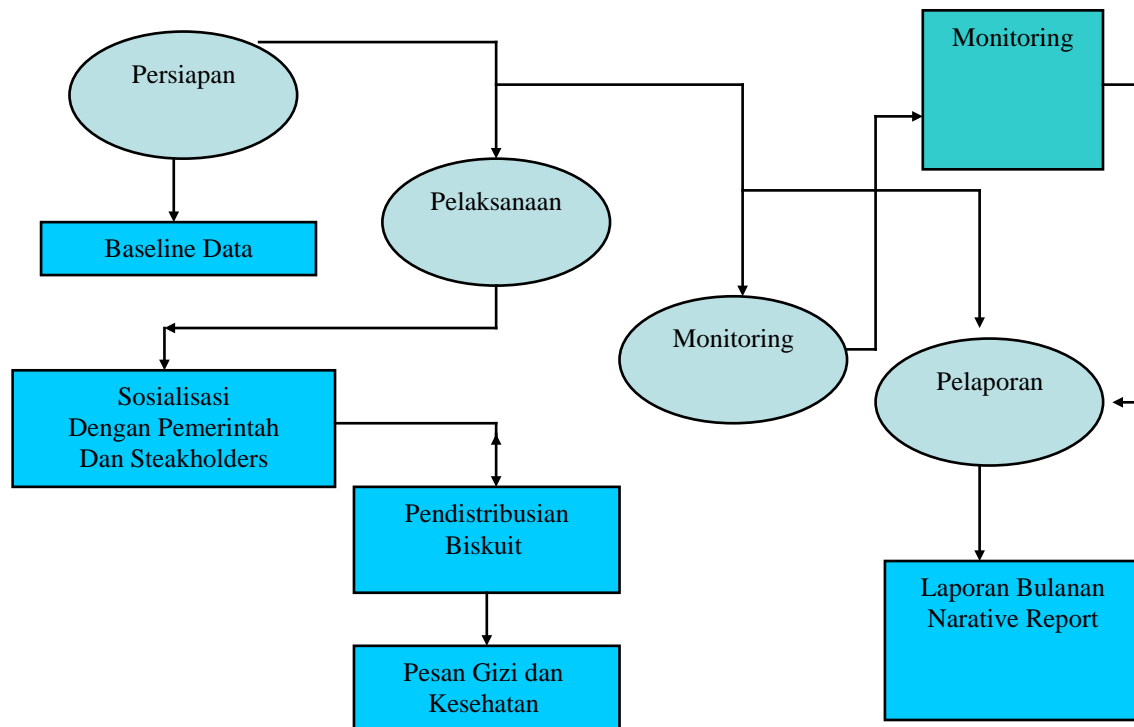 Persiapan
Monitoring
Pelaksanaan
Baseline Data
Monitoring
Pelaporan
Sosialisasi
Dengan Pemerintah
Dan Steakholders
Pendistribusian
Biskuit
Laporan Bulanan
Narative Report
Pesan Gizi dan
Kesehatan